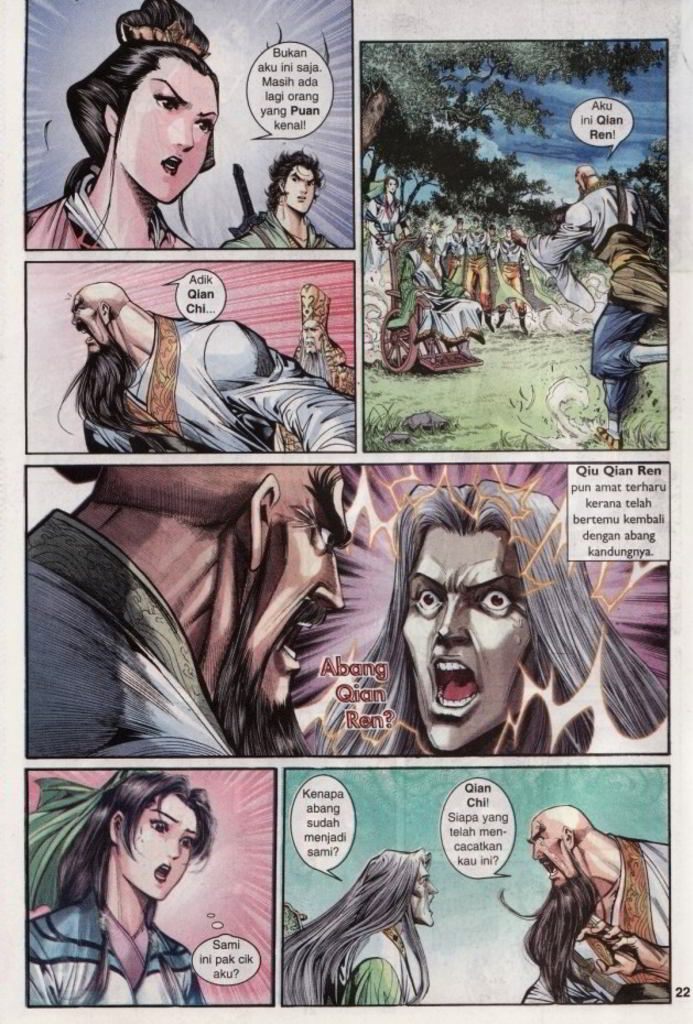 Bukan
aku ini saja.
Masih ada
lagi orang
yang Puan
kenal!
Aku
ini Qian
Ren!
Adik
Qian
Chi...
Qiu Qian Ren
pun amat terharu
kerana telah
bertemu kembali
dengan abang
kandungnya.
Abang
Qian
Ren?
Sami
ini pak cik
aku?
Kenapa
abang
sudah
menjadi
sami?
Qian
Chi!
Siapa yang
telah men-
cacatkan
kau ini?
22